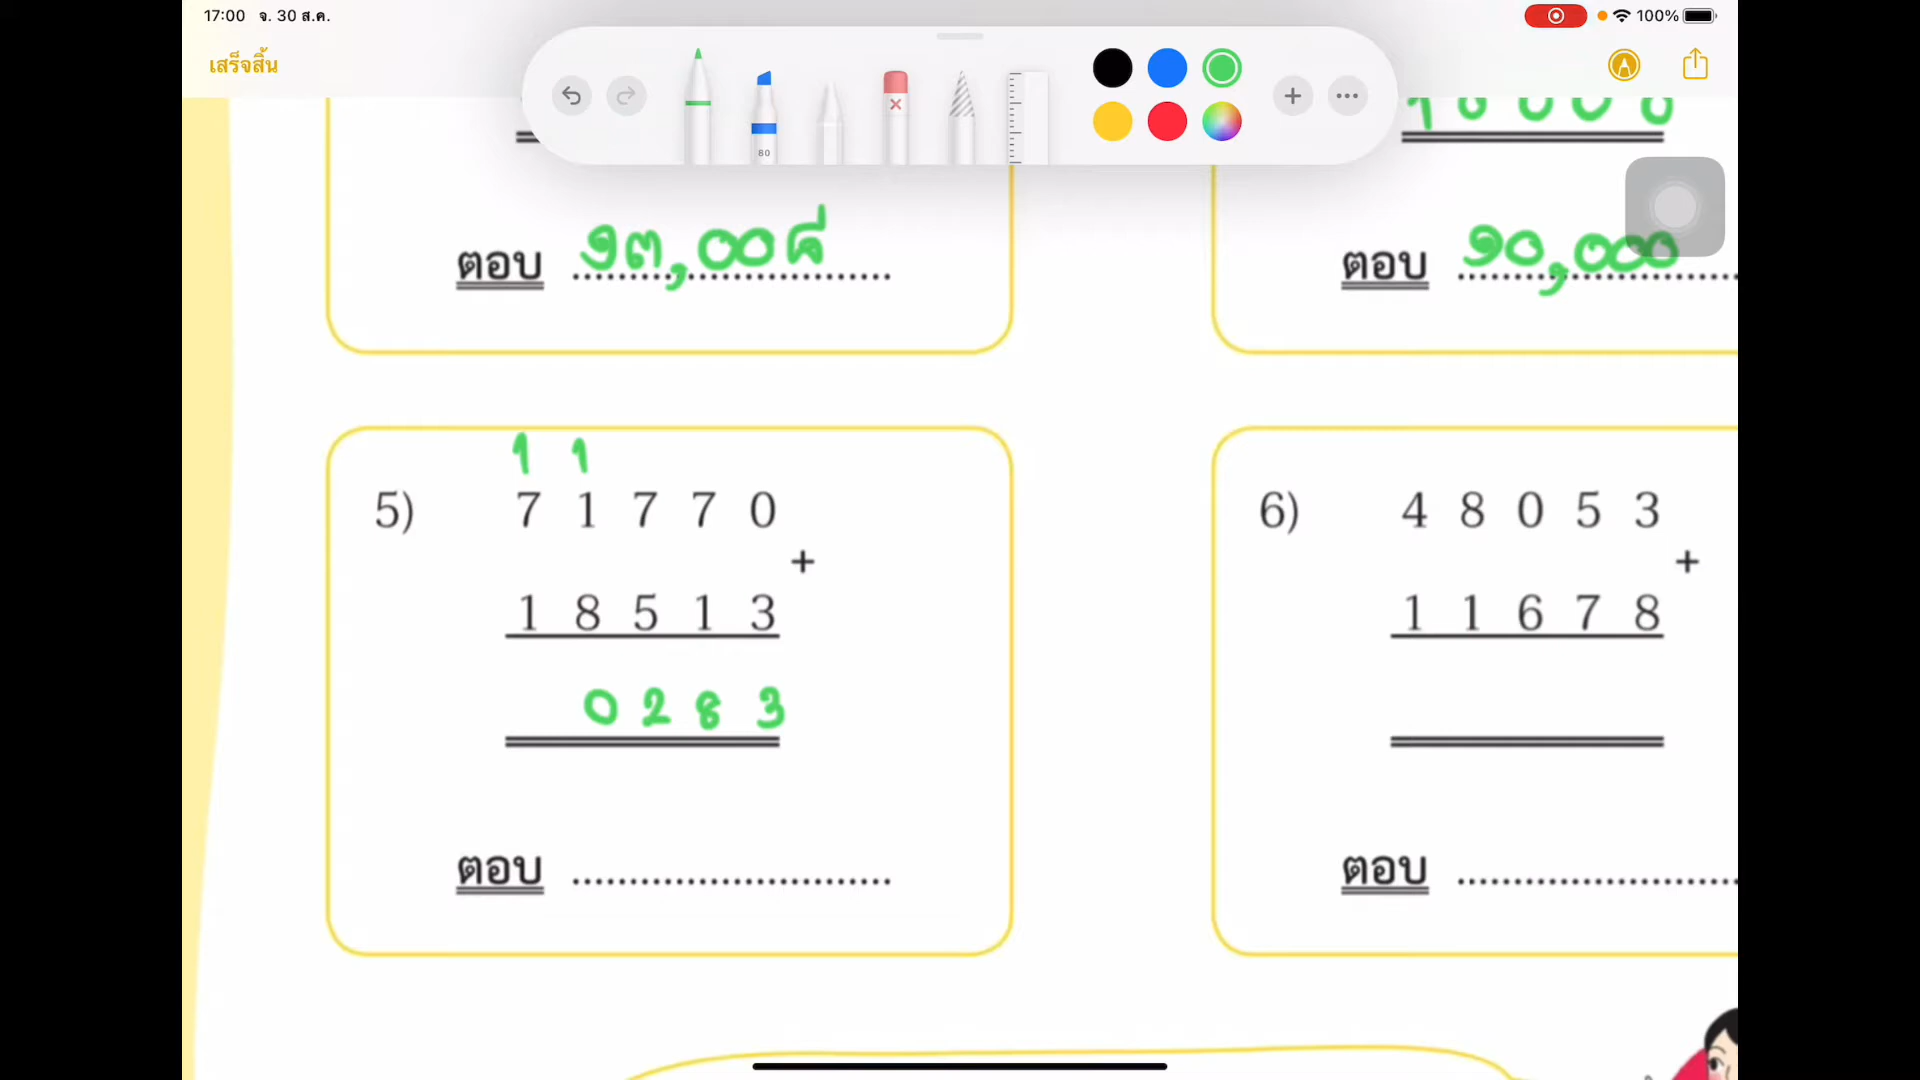 17:00 จ. 30 ส.ค.
100%
เสร็จสิ้น
80
ตอบ ๑๓,๐๐๘
ตอบ ๑๐,๐๐๐
5)
1 1
7 1 7 7 0
+
1 8 5 1 3
0 2 8 3
ตอบ
6)
4 8 0 5 3
+
1 1 6 7 8
ตอบ